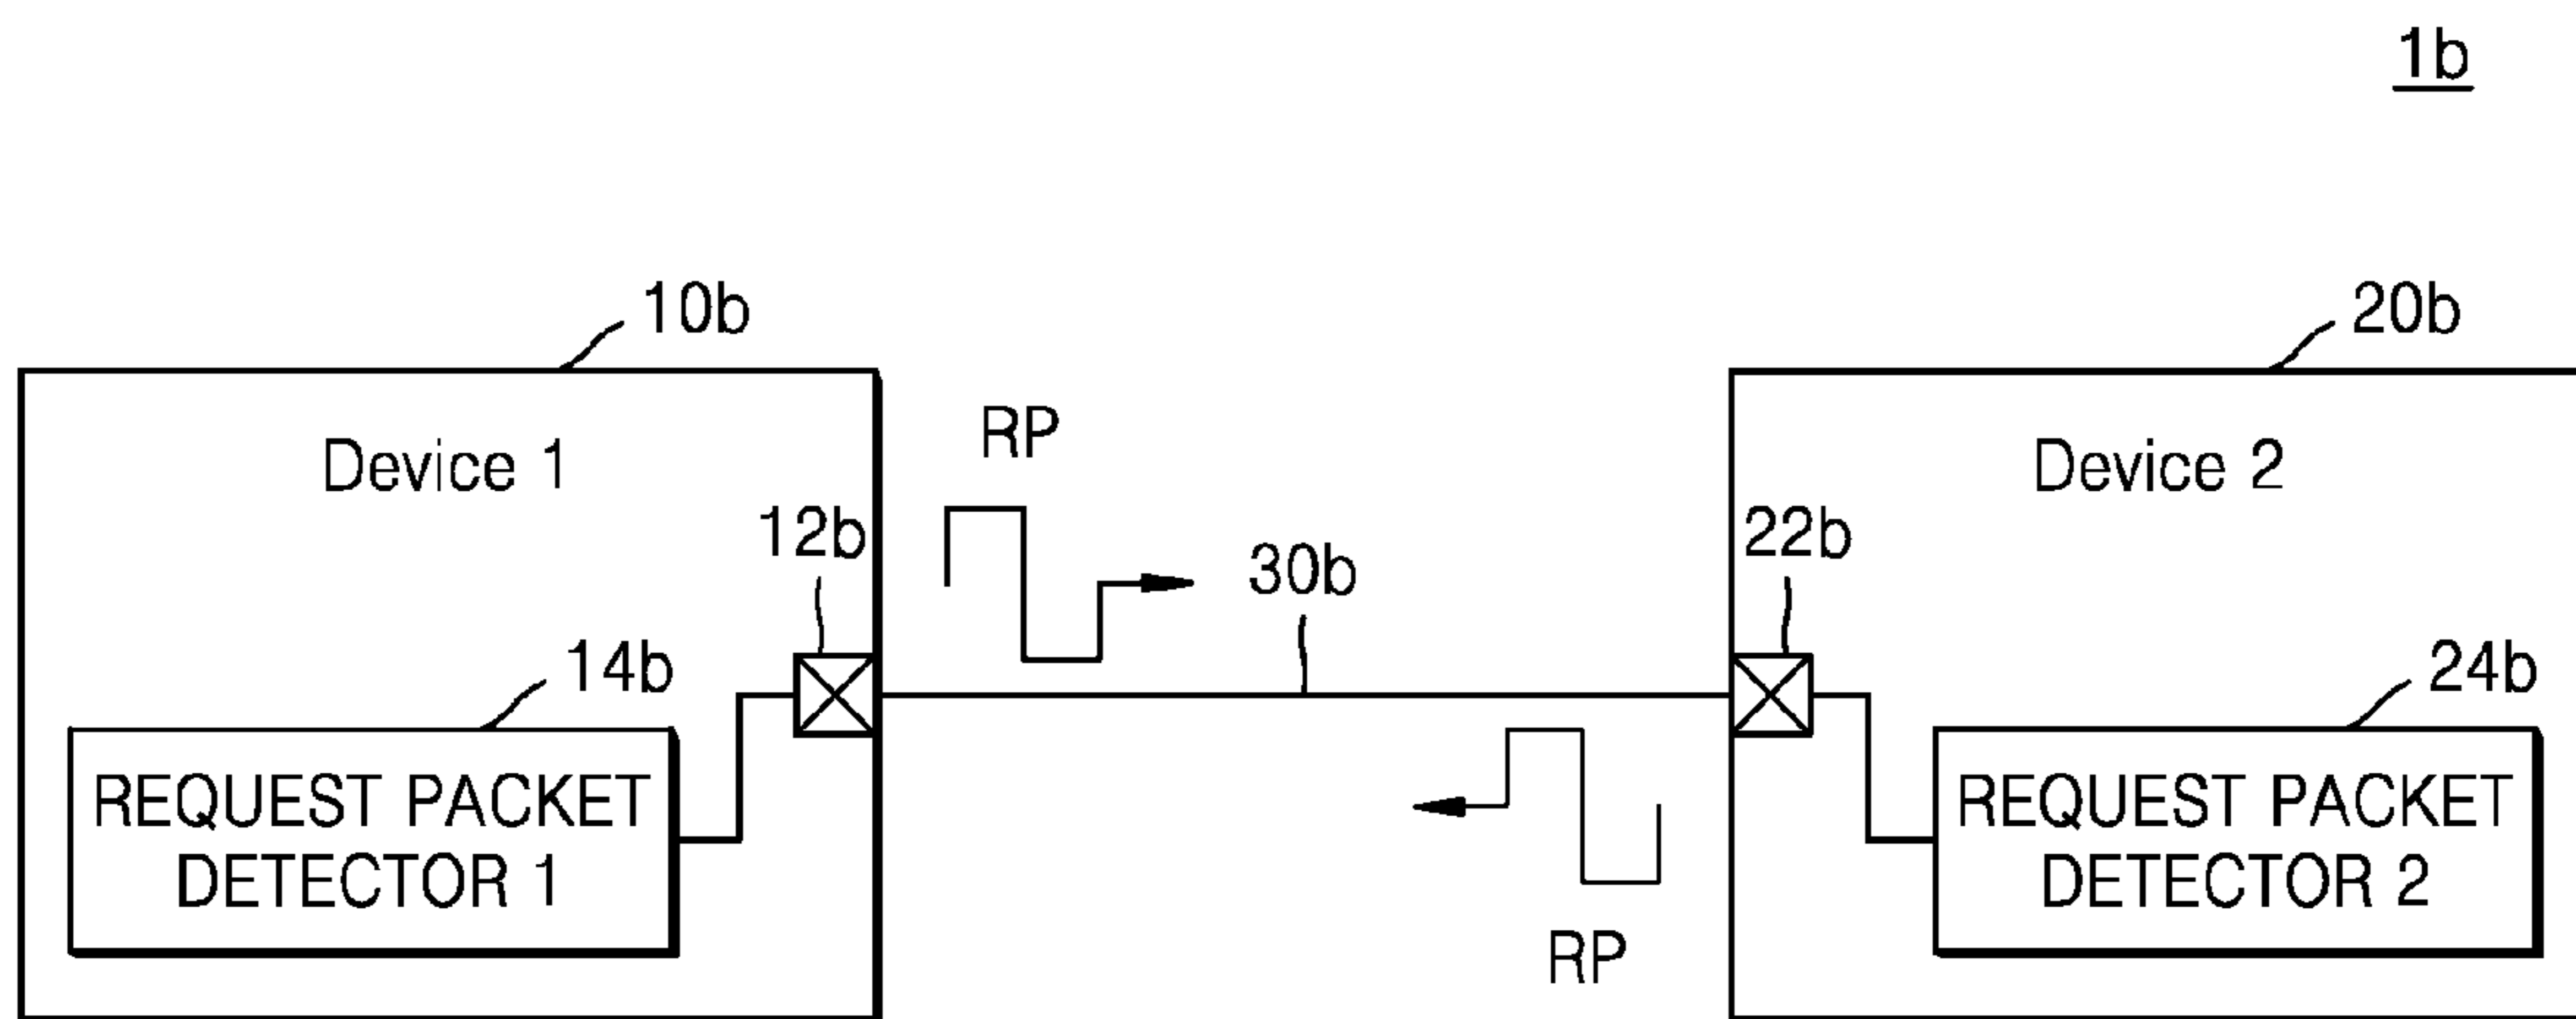 1b
10b
20b
Device 1
RP
Device 2
12b
30b
22b
14b
24b
REQUEST PACKET
DETECTOR 1
REQUEST PACKET
DETECTOR 2
RP